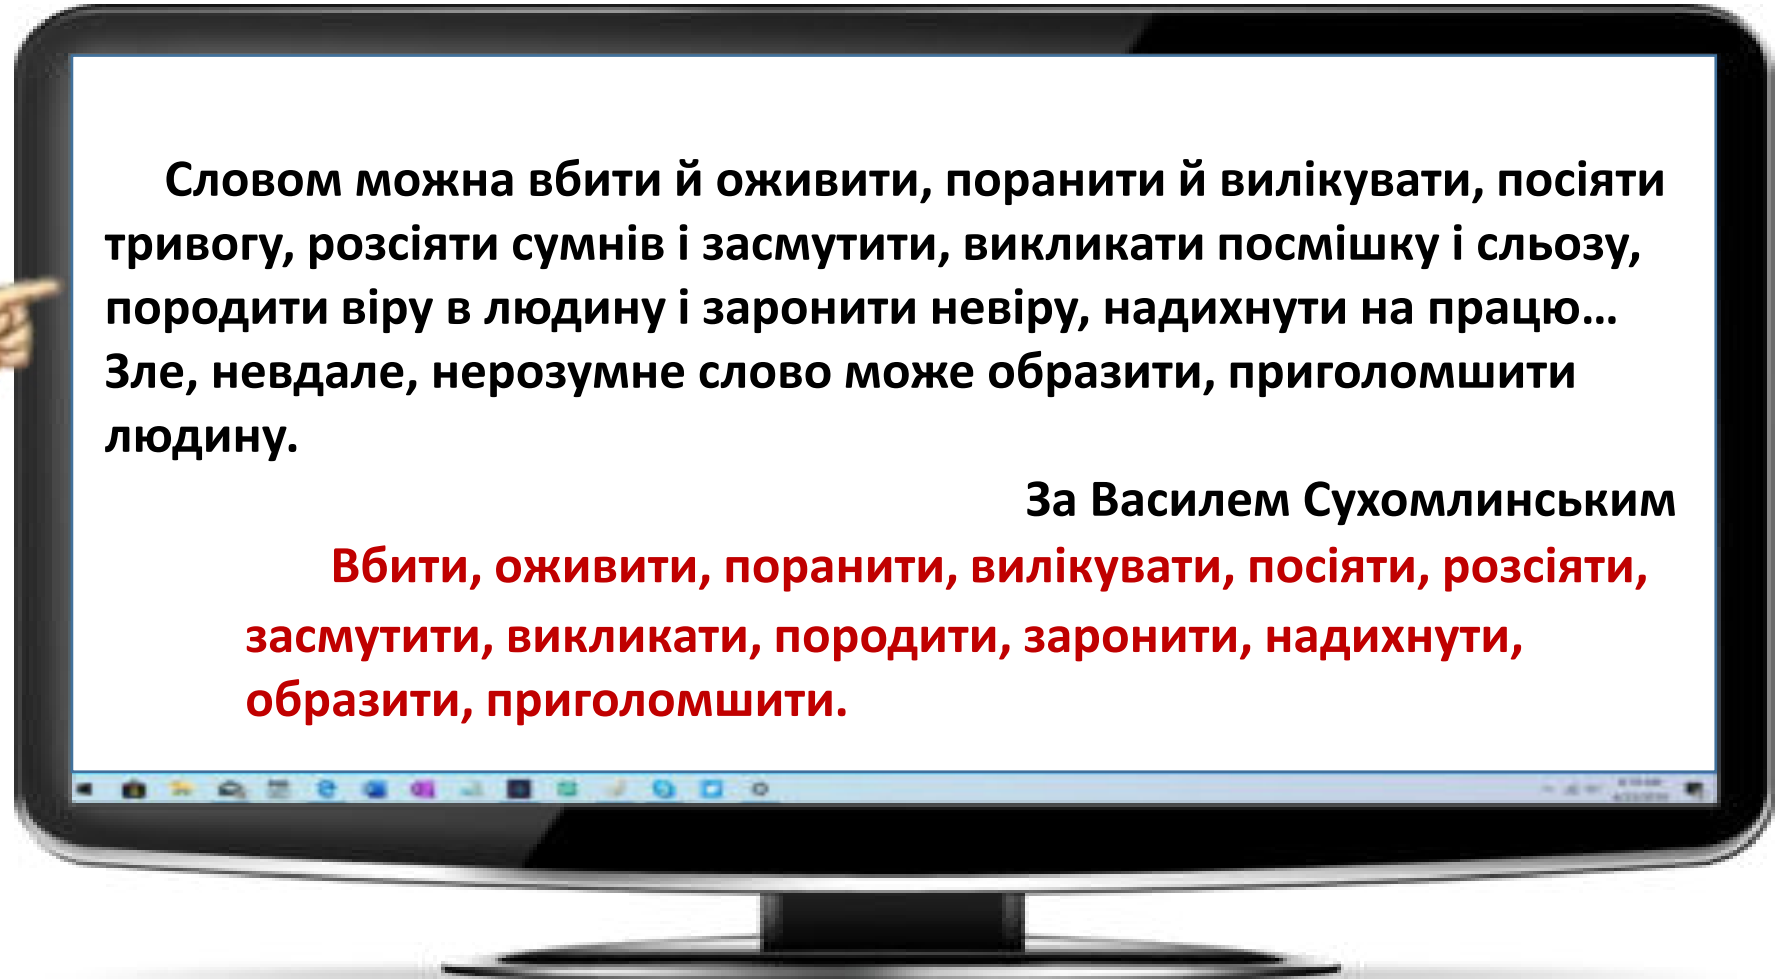 Словом можна вбити й оживити, поранити й вилікувати, посіяти
тривогу, розсіяти сумнів і засмутити, викликати посмішку і сльозу,
породити віру в людину і заронити невіру, надихнути на працю…
Зле, невдале, нерозумне слово може образити, приголомшити
людину.
За Василем Сухомлинським
Вбити, оживити, поранити, вилікувати, посіяти, розсіяти,
засмутити, викликати, породити, заронити, надихнути,
образити, приголомшити.